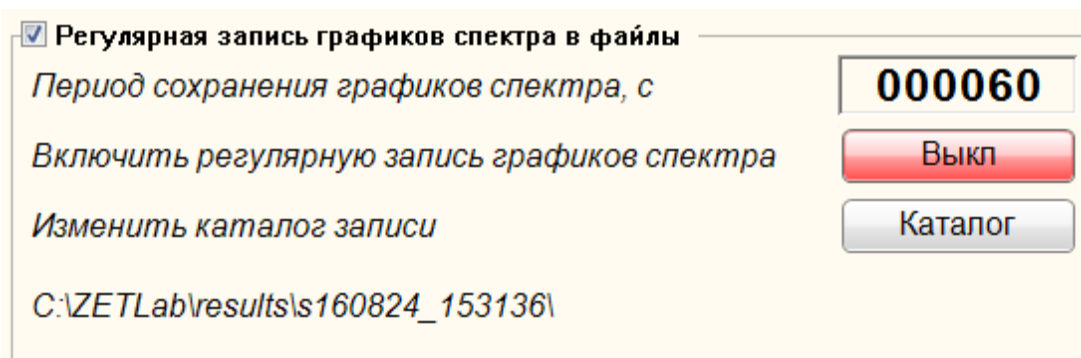 Регулярная запись графиков спектра в файлы
Период сохранения графиков спектра, с 000060
Включить регулярную запись графиков спектра Выкл
Изменить каталог записи Каталог
C:\ZETLab\results\s160824_153136\